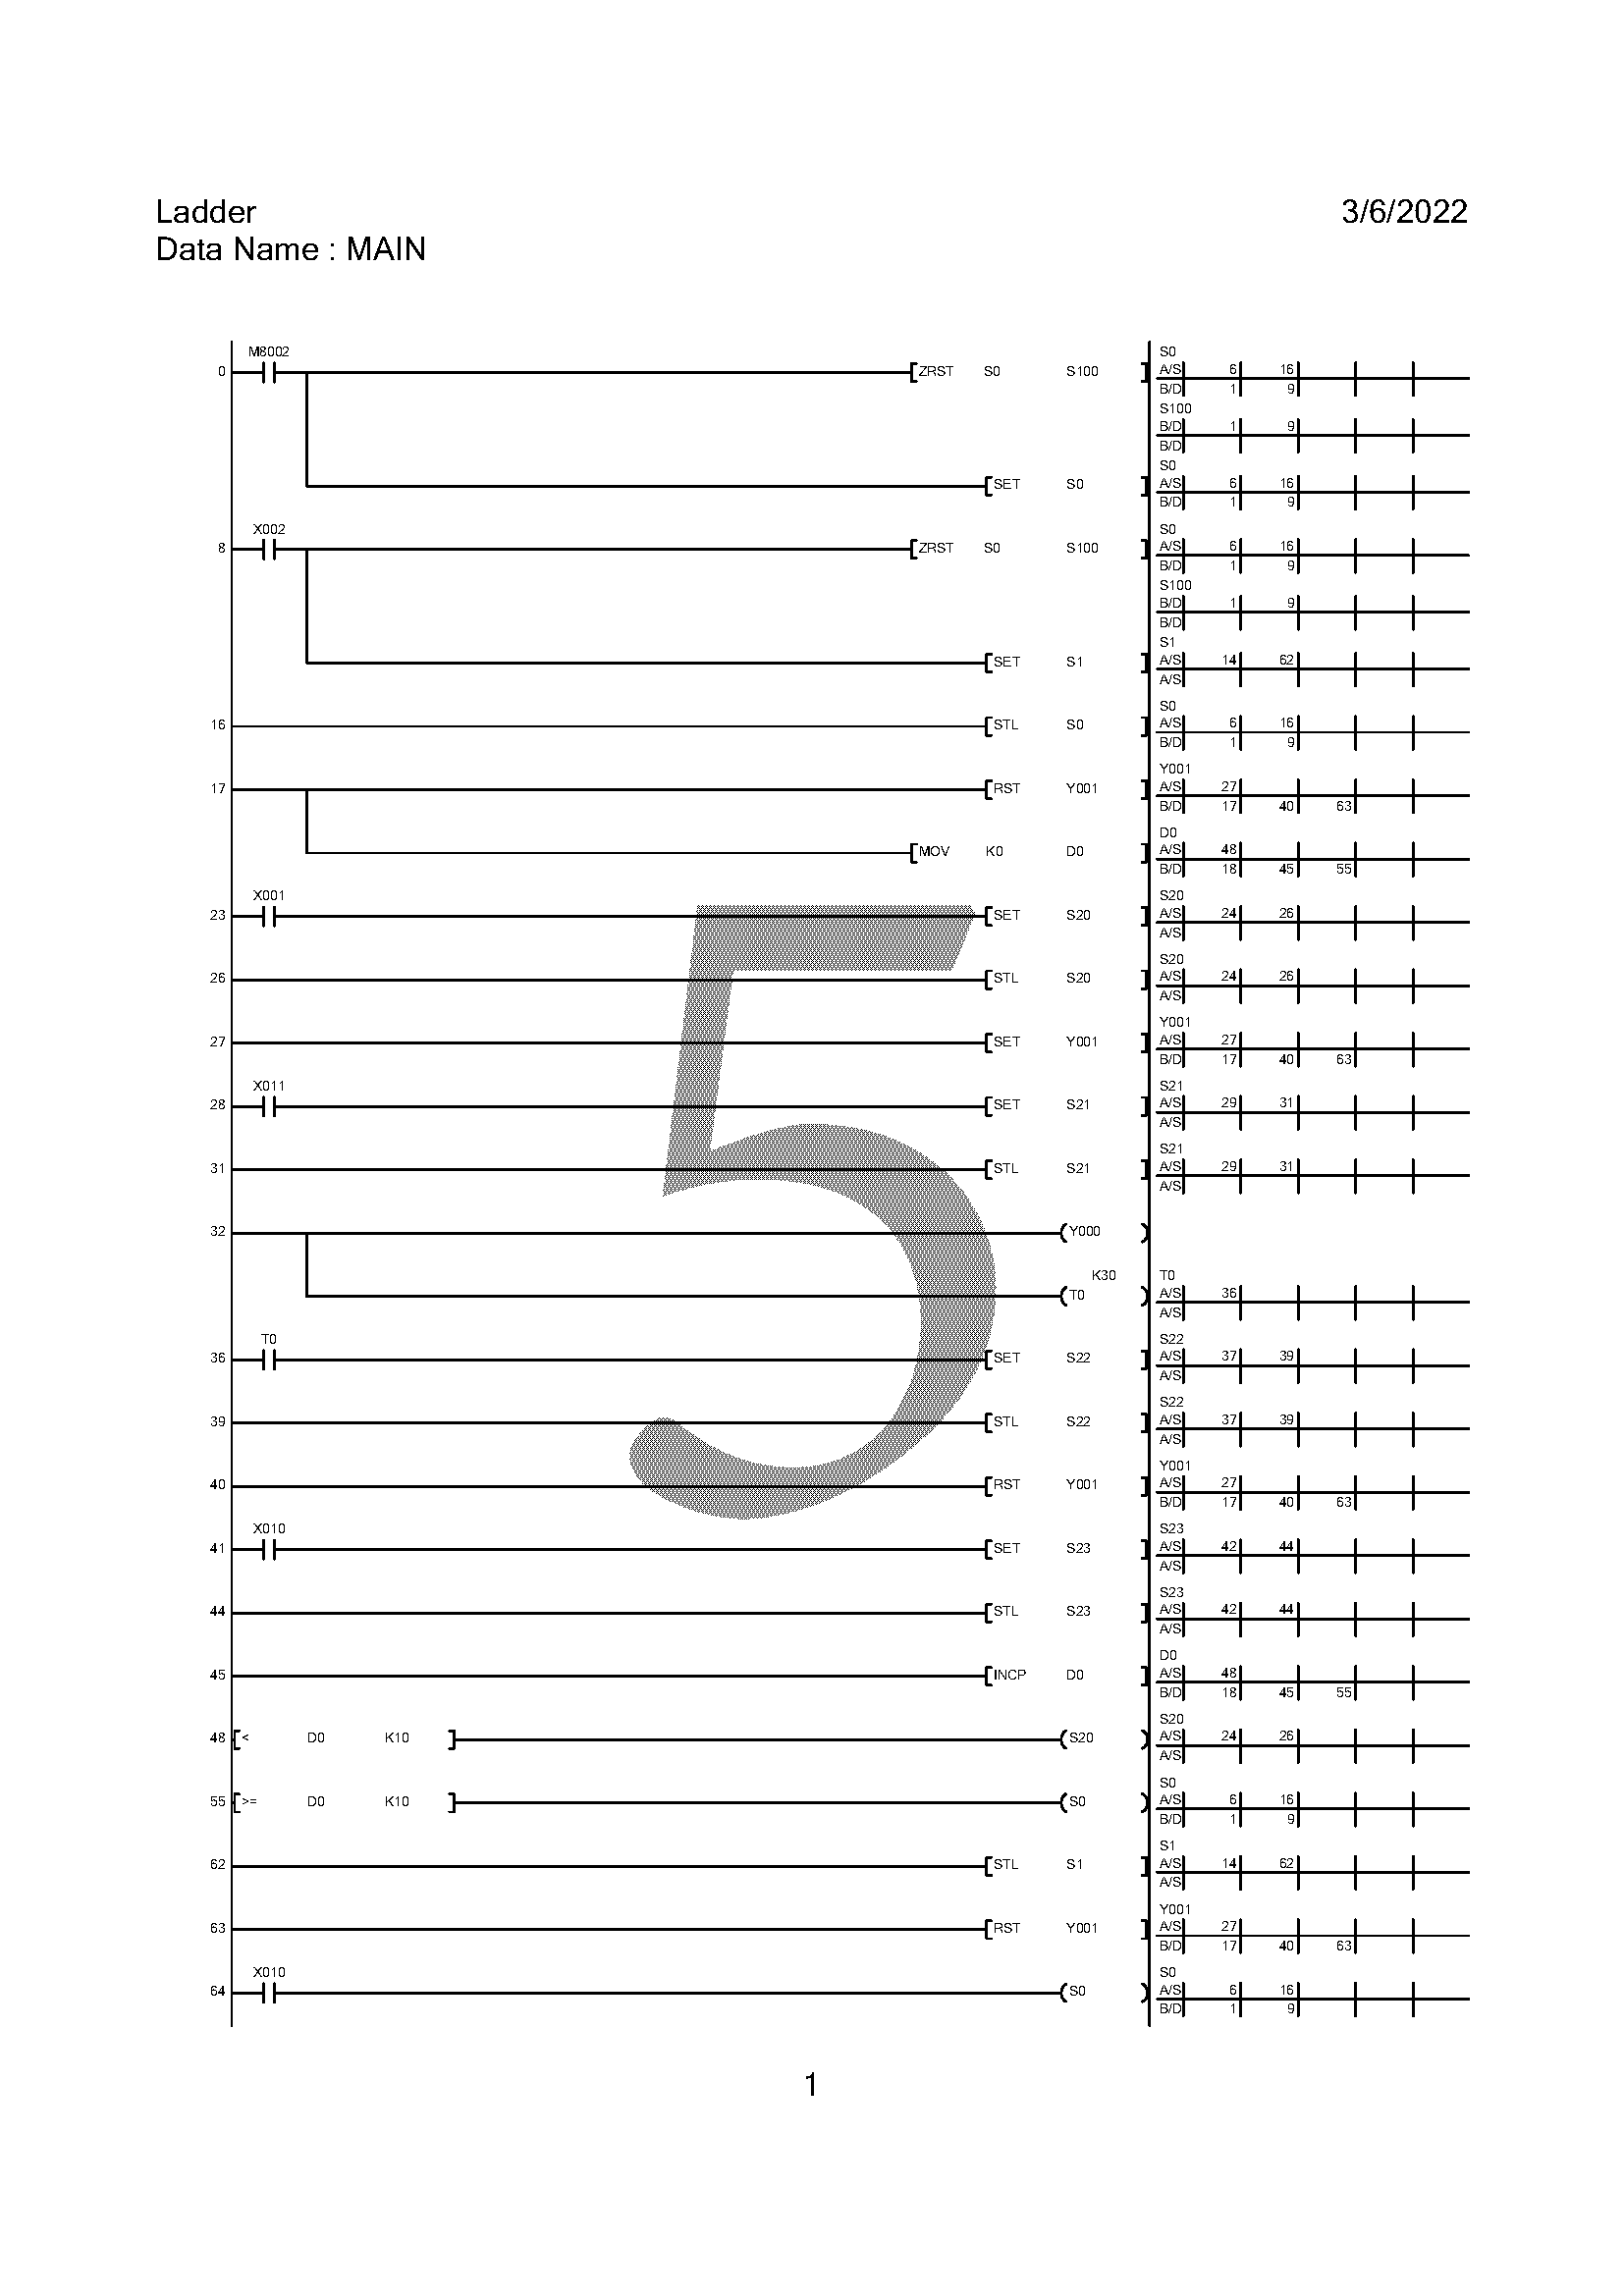 Ladder 3/6/2022
Data Name : MAIN
M8002 S0
0 ZRST S0 S100 A/S 6 16
B/D 1 9
S100
B/D 1 9
B/D
S0
SET S0 A/S 6 16
B/D 1 9
X002 S0
8 ZRST S0 S100 A/S 6 16
B/D 1 9
S100
B/D 1 9
B/D
S1
SET S1 A/S 14 62
A/S
S0
16 STL S0 A/S 6 16
B/D 1 9
Y001
17 RST Y001 A/S 27
B/D 17 40 63
D0
MOV K0 D0 A/S 48
B/D 18 45 55
X001 S20
23 SET S20 A/S 24 26
A/S
S20
26 STL S20 A/S 24 26
A/S
Y001
27 SET Y001 A/S 27
B/D 17 40 63
X011 S21
28 SET S21 A/S 29 31
A/S
S21
31 STL S21 A/S 29 31
A/S
32 Y000
K30 T0
T0 A/S 36
A/S
T0 S22
36 SET S22 A/S 37 39
A/S
S22
39 STL S22 A/S 37 39
A/S
Y001
40 RST Y001 A/S 27
B/D 17 40 63
X010 S23
41 SET S23 A/S 42 44
A/S
S23
44 STL S23 A/S 42 44
A/S
D0
45 INCP D0 A/S 48
B/D 18 45 55
S20
48 < D0 K10 S20 A/S 24 26
A/S
S0
55 >= D0 K10 S0 A/S 6 16
B/D 1 9
S1
62 STL S1 A/S 14 62
A/S
Y001
63 RST Y001 A/S 27
B/D 17 40 63
X010 S0
64 S0 A/S 6 16
B/D 1 9
5
1